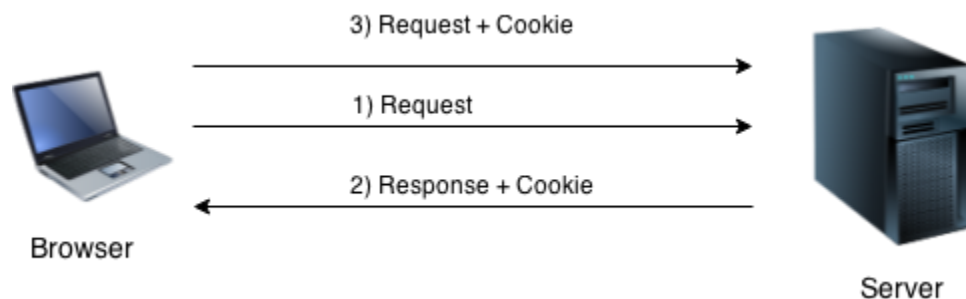 3) Request + Cookie
1) Request
2) Response + Cookie
Browser
Server